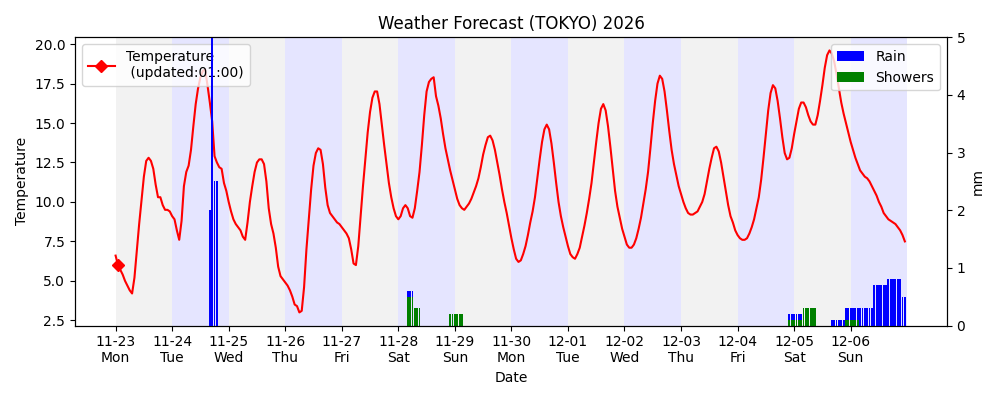 Weather Forecast (TOKYO) 2026
Temperature
(updated:01:00)
Rain
Showers
20.0
17.5
15.0
12.5
10.0
7.5
5.0
2.5
Temperature
5
4
3
2
1
0
mm
11-23 11-24 11-25 11-26 11-27 11-28 11-29 11-30 12-01 12-02 12-03 12-04 12-05 12-06
Mon Tue Wed Thu Fri Sat Sun Mon Tue Wed Thu Fri Sat Sun
Date